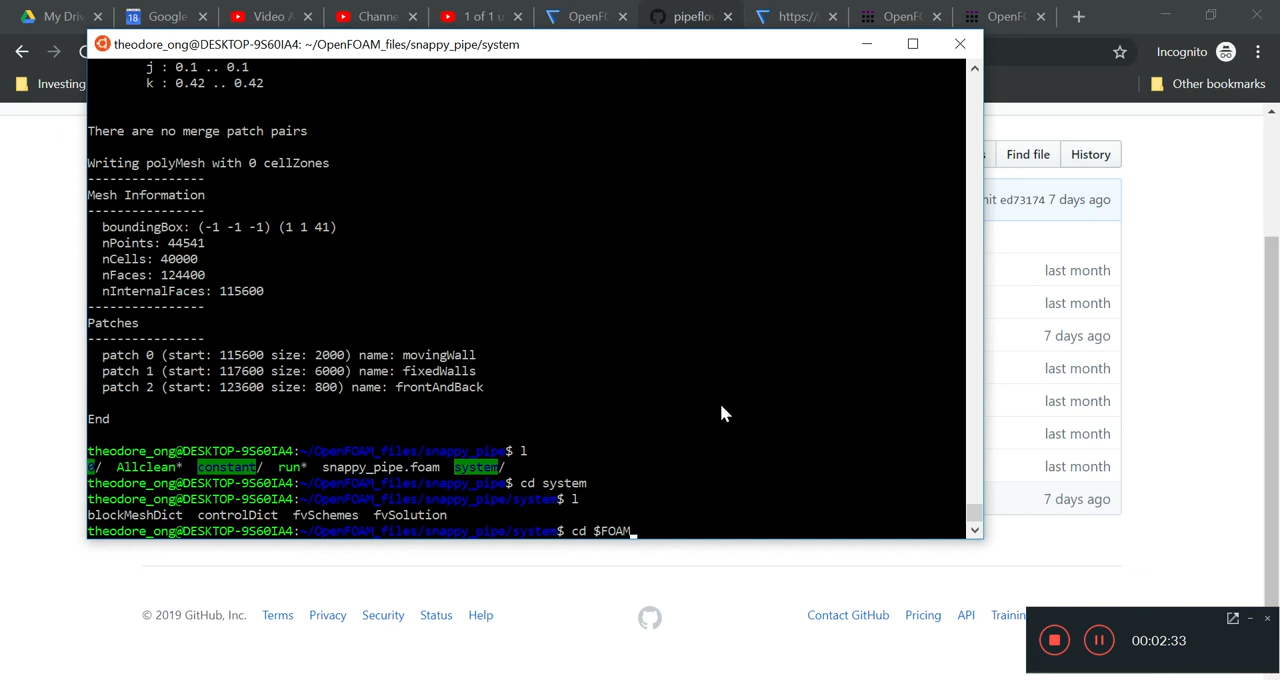 My Dri
Google
Video A
Channe
1 of 1 u
OpenFO
pipeflo
https:/
OpenF
OpenF
Incognito
Investing
Other bookmarks
theodore_ong@DESKTOP-9S60IA4: ~/OpenFOAM_files/snappy_pipe/system
j : 0.1 .. 0.1
k : 0.42 .. 0.42
There are no merge patch pairs
Writing polyMesh with 0 cellZones
----------------
Mesh Information
----------------
boundingBox: (-1 -1 -1) (1 1 41)
nPoints: 44541
nCells: 40000
nFaces: 124400
nInternalFaces: 115600
----------------
Patches
----------------
patch 0 (start: 115600 size: 2000) name: movingWall
patch 1 (start: 117600 size: 6000) name: fixedWalls
patch 2 (start: 123600 size: 800) name: frontAndBack
End
theodore_ong@DESKTOP-9S60IA4:~/OpenFOAM_files/snappy_pipe$ l
0/ Allclean* constant/ run* snappy_pipe.foam system/
theodore_ong@DESKTOP-9S60IA4:~/OpenFOAM_files/snappy_pipe$ cd system
theodore_ong@DESKTOP-9S60IA4:~/OpenFOAM_files/snappy_pipe/system$ l
blockMeshDict controlDict fvSchemes fvSolution
theodore_ong@DESKTOP-9S60IA4:~/OpenFOAM_files/snappy_pipe/system$ cd $FOAM_
Find file
History
nit ed73174 7 days ago
last month
last month
7 days ago
last month
last month
last month
last month
7 days ago
© 2019 GitHub, Inc. Terms Privacy Security Status Help
Contact GitHub Pricing API Trainin
00:02:33